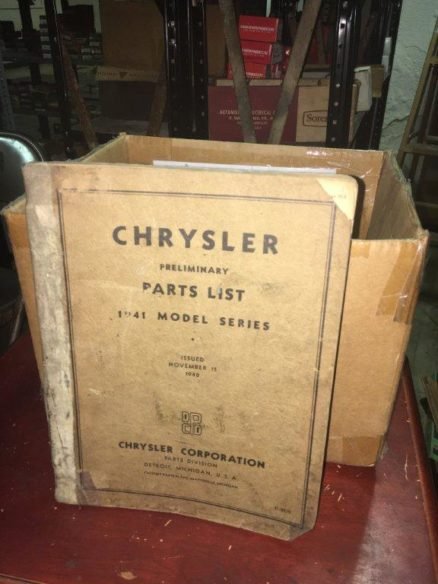 CHRYSLER
PRELIMINARY
PARTS LIST
1941 MODEL SERIES
ISSUED
NOVEMBER 15
1940
CHRYSLER CORPORATION
PARTS DIVISION
DETROIT, MICHIGAN, U.S.A.